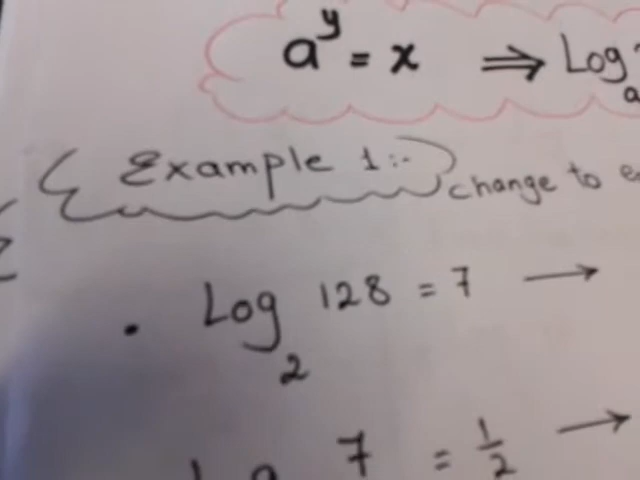 a^y = x ⇒ Log a
Example 1:- change to
• Log₂ 128 = 7 →
7 = 1/2 →